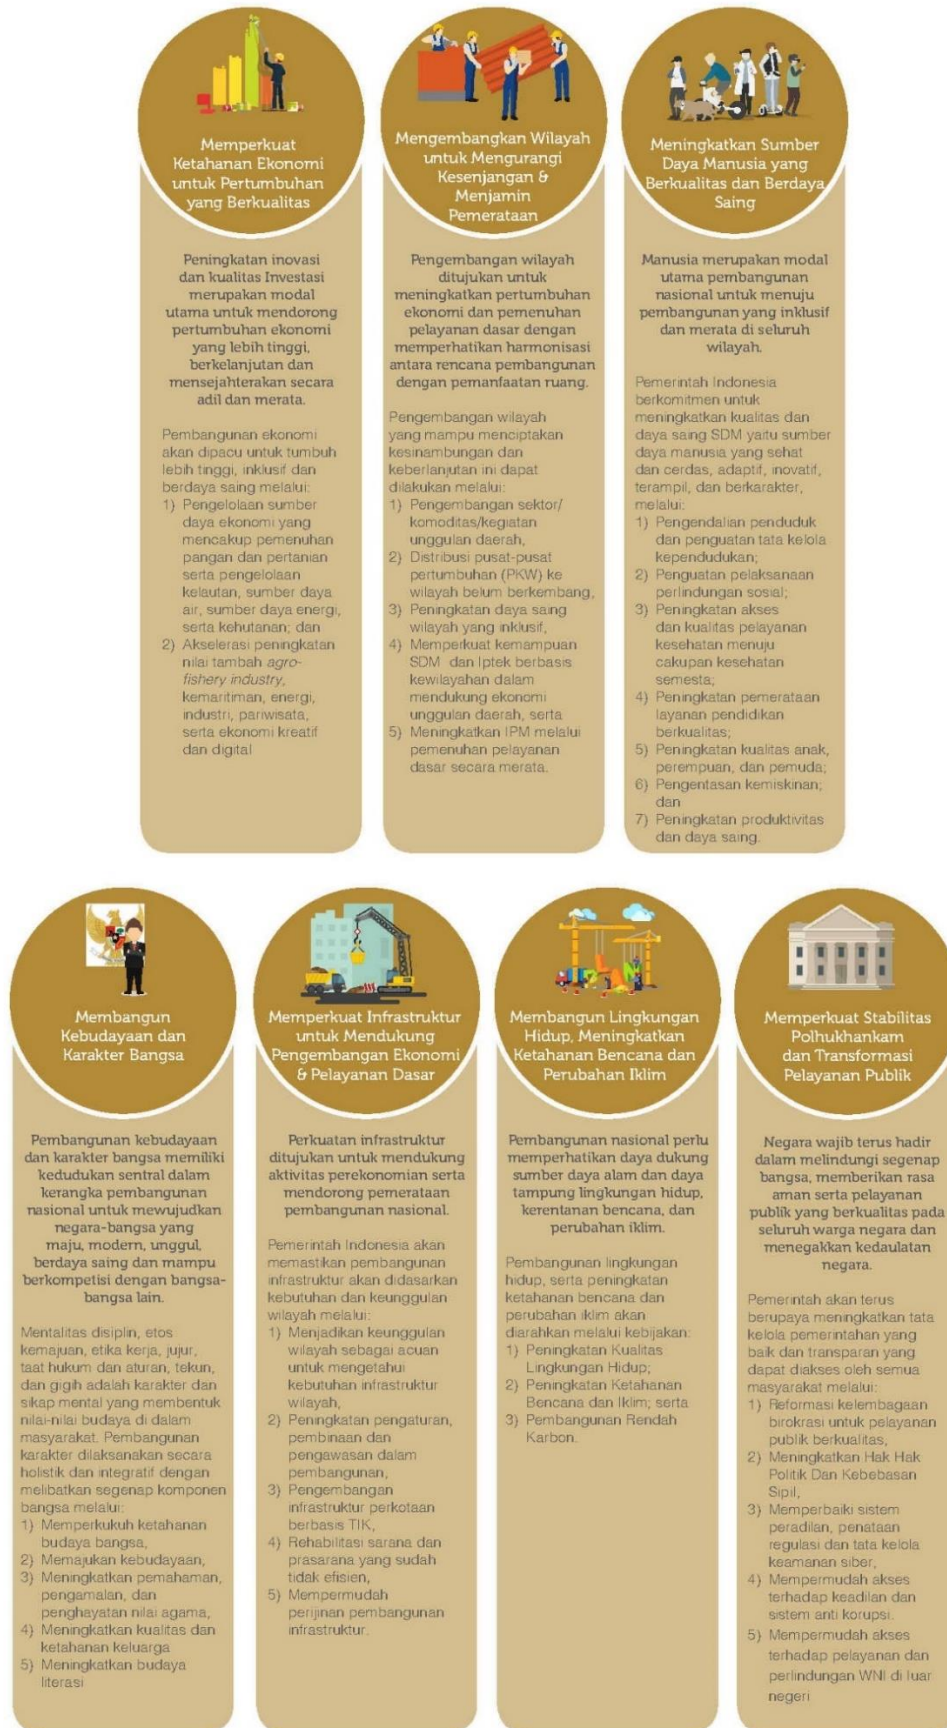 Memperkuat
Ketahanan Ekonomi
untuk Pertumbuhan
yang Berkualitas
Peningkatan inovasi
dan kualitas Investasi
merupakan modal
utama untuk mendorong
pertumbuhan ekonomi
yang lebih tinggi,
berkelanjutan dan
mensejahterakan secara
adil dan merata.
Pembangunan ekonomi
akan dipacu untuk tumbuh
lebih tinggi, inklusif dan
berdaya saing melalui:
1) Pengelolaan sumber
daya ekonomi yang
mencakup pemenuhan
pangan dan pertanian
serta pengelolaan
kelautan, sumber daya
air, sumber daya energi,
serta kehutanan; dan
2) Akselerasi peningkatan
nilai tambah agro-
fishery industry,
kemaritiman, energi,
industri, pariwisata,
serta ekonomi kreatif
dan digital
Mengembangkan Wilayah
untuk Mengurangi
Kesenjangan &
Menjamin
Pemerataan
Pengembangan wilayah
ditujukan untuk
meningkatkan pertumbuhan
ekonomi dan pemenuhan
pelayanan dasar dengan
memperhatikan harmonisasi
antara rencana pembangunan
dengan pemanfaatan ruang.
Pengembangan wilayah
yang mampu menciptakan
kesinambungan dan
keberlanjutan ini dapat
dilakukan melalui:
1) Pengembangan sektor/
komoditas/kegiatan
unggulan daerah,
2) Distribusi pusat-pusat
pertumbuhan (PKW) ke
wilayah belum berkembang,
3) Peningkatan daya saing
wilayah yang inklusif,
4) Memperkuat kemampuan
SDM dan Iptek berbasis
kewilayahan dalam
mendukung ekonomi
unggulan daerah, serta
5) Meningkatkan IPM melalui
pemenuhan pelayanan
dasar secara merata.
Meningkatkan Sumber
Daya Manusia yang
Berkualitas dan Berdaya
Saing
Manusia merupakan modal
utama pembangunan
nasional untuk menuju
pembangunan yang inklusif
dan merata di seluruh
wilayah.
Pemerintah Indonesia
berkomitmen untuk
meningkatkan kualitas dan
daya saing SDM yaitu sumber
daya manusia yang sehat
dan cerdas, adaptif, inovatif,
terampil, dan berkarakter,
melalui:
1) Pengendalian penduduk
dan penguatan tata kelola
kependudukan;
2) Penguatan pelaksanaan
perlindungan sosial;
3) Peningkatan akses
dan kualitas pelayanan
kesehatan menuju
cakupan kesehatan
semesta;
4) Peningkatan pemerataan
layanan pendidikan
berkualitas;
5) Peningkatan kualitas anak,
perempuan, dan pemuda;
6) Pengentasan kemiskinan;
dan
7) Peningkatan produktivitas
dan daya saing.
Membangun
Kebudayaan dan
Karakter Bangsa
Pembangunan kebudayaan
dan karakter bangsa memiliki
kedudukan sentral dalam
kerangka pembangunan
nasional untuk mewujudkan
negara-bangsa yang
maju, modern, unggul,
berdaya saing dan mampu
berkompetisi dengan bangsa-
bangsa lain.
Mentalitas disiplin, etos
kemajuan, etika kerja, jujur,
taat hukum dan aturan, tekun,
dan gigih adalah karakter dan
sikap mental yang membentuk
nilai-nilai budaya di dalam
masyarakat. Pembangunan
karakter dilaksanakan secara
holistik dan integratif dengan
melibatkan segenap komponen
bangsa melalui:
1) Memperkukuh ketahanan
budaya bangsa,
2) Memajukan kebudayaan,
3) Meningkatkan pemahaman,
pengamalan, dan
penghayatan nilai agama,
4) Meningkatkan kualitas dan
ketahanan keluarga
5) Meningkatkan budaya
literasi
Memperkuat Infrastruktur
untuk Mendukung
Pengembangan Ekonomi
& Pelayanan Dasar
Perkuatan infrastruktur
ditujukan untuk mendukung
aktivitas perekonomian serta
mendorong pemerataan
pembangunan nasional.
Pemerintah Indonesia akan
memastikan pembangunan
infrastruktur akan didasarkan
kebutuhan dan keunggulan
wilayah melalui:
1) Menjadikan keunggulan
wilayah sebagai acuan
untuk mengetahui
kebutuhan infrastruktur
wilayah,
2) Peningkatan pengaturan,
pembinaan dan
pengawasan dalam
pembangunan,
3) Pengembangan
infrastruktur perkotaan
berbasis TIK,
4) Rehabilitasi sarana dan
prasarana yang sudah
tidak efisien,
5) Mempermudah
perijinan pembangunan
infrastruktur.
Membangun Lingkungan
Hidup, Meningkatkan
Ketahanan Bencana dan
Perubahan Iklim
Pembangunan nasional perlu
memperhatikan daya dukung
sumber daya alam dan daya
tampung lingkungan hidup,
kerentanan bencana, dan
perubahan iklim.
Pembangunan lingkungan
hidup, serta peningkatan
ketahanan bencana dan
perubahan iklim akan
diarahkan melalui kebijakan:
1) Peningkatan Kualitas
Lingkungan Hidup;
2) Peningkatan Ketahanan
Bencana dan Iklim; serta
3) Pembangunan Rendah
Karbon.
Memperkuat Stabilitas
Polhukhankam
dan Transformasi
Pelayanan Publik
Negara wajib terus hadir
dalam melindungi segenap
bangsa, memberikan rasa
aman serta pelayanan
publik yang berkualitas pada
seluruh warga negara dan
menegakkan kedaulatan
negara.
Pemerintah akan terus
berupaya meningkatkan tata
kelola pemerintahan yang
baik dan transparan yang
dapat diakses oleh semua
masyarakat melalui:
1) Reformasi kelembagaan
birokrasi untuk pelayanan
publik berkualitas,
2) Meningkatkan Hak Hak
Politik Dan Kebebasan
Sipil,
3) Memperbaiki sistem
peradilan, penataan
regulasi dan tata kelola
keamanan siber,
4) Mempermudah akses
terhadap keadilan dan
sistem anti korupsi.
5) Mempermudah akses
terhadap pelayanan dan
perlindungan WNI di luar
negeri